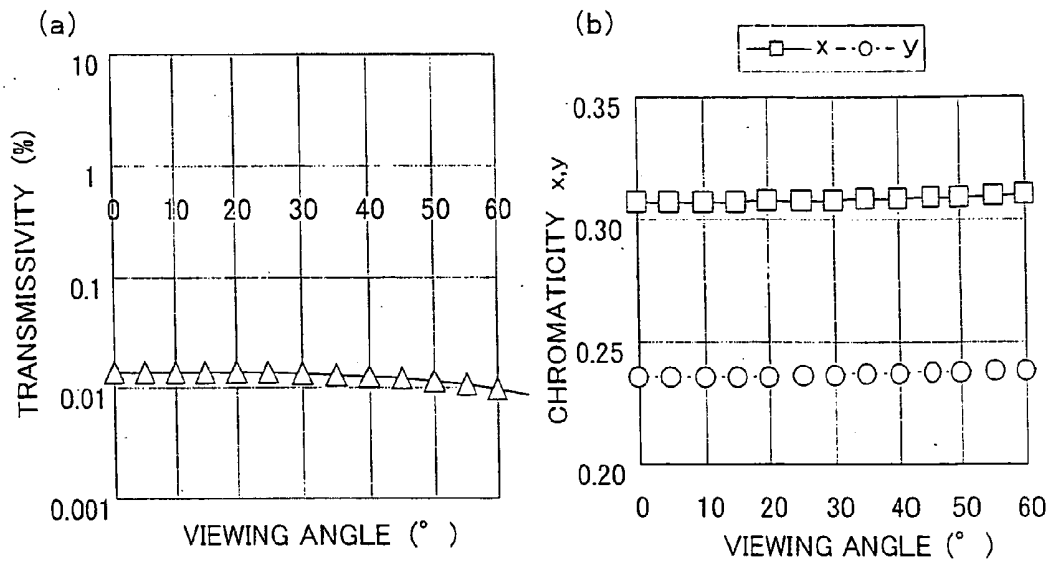 (a)
10
1
0 10 20 30 40 50 60
0.1
0.01
0.001
TRANSMISSIVITY (%)
VIEWING ANGLE (° )
(b)
x y
0.35
0.30
0.25
0.20
CHROMATICITY x,y
0 10 20 30 40 50 60
VIEWING ANGLE (° )